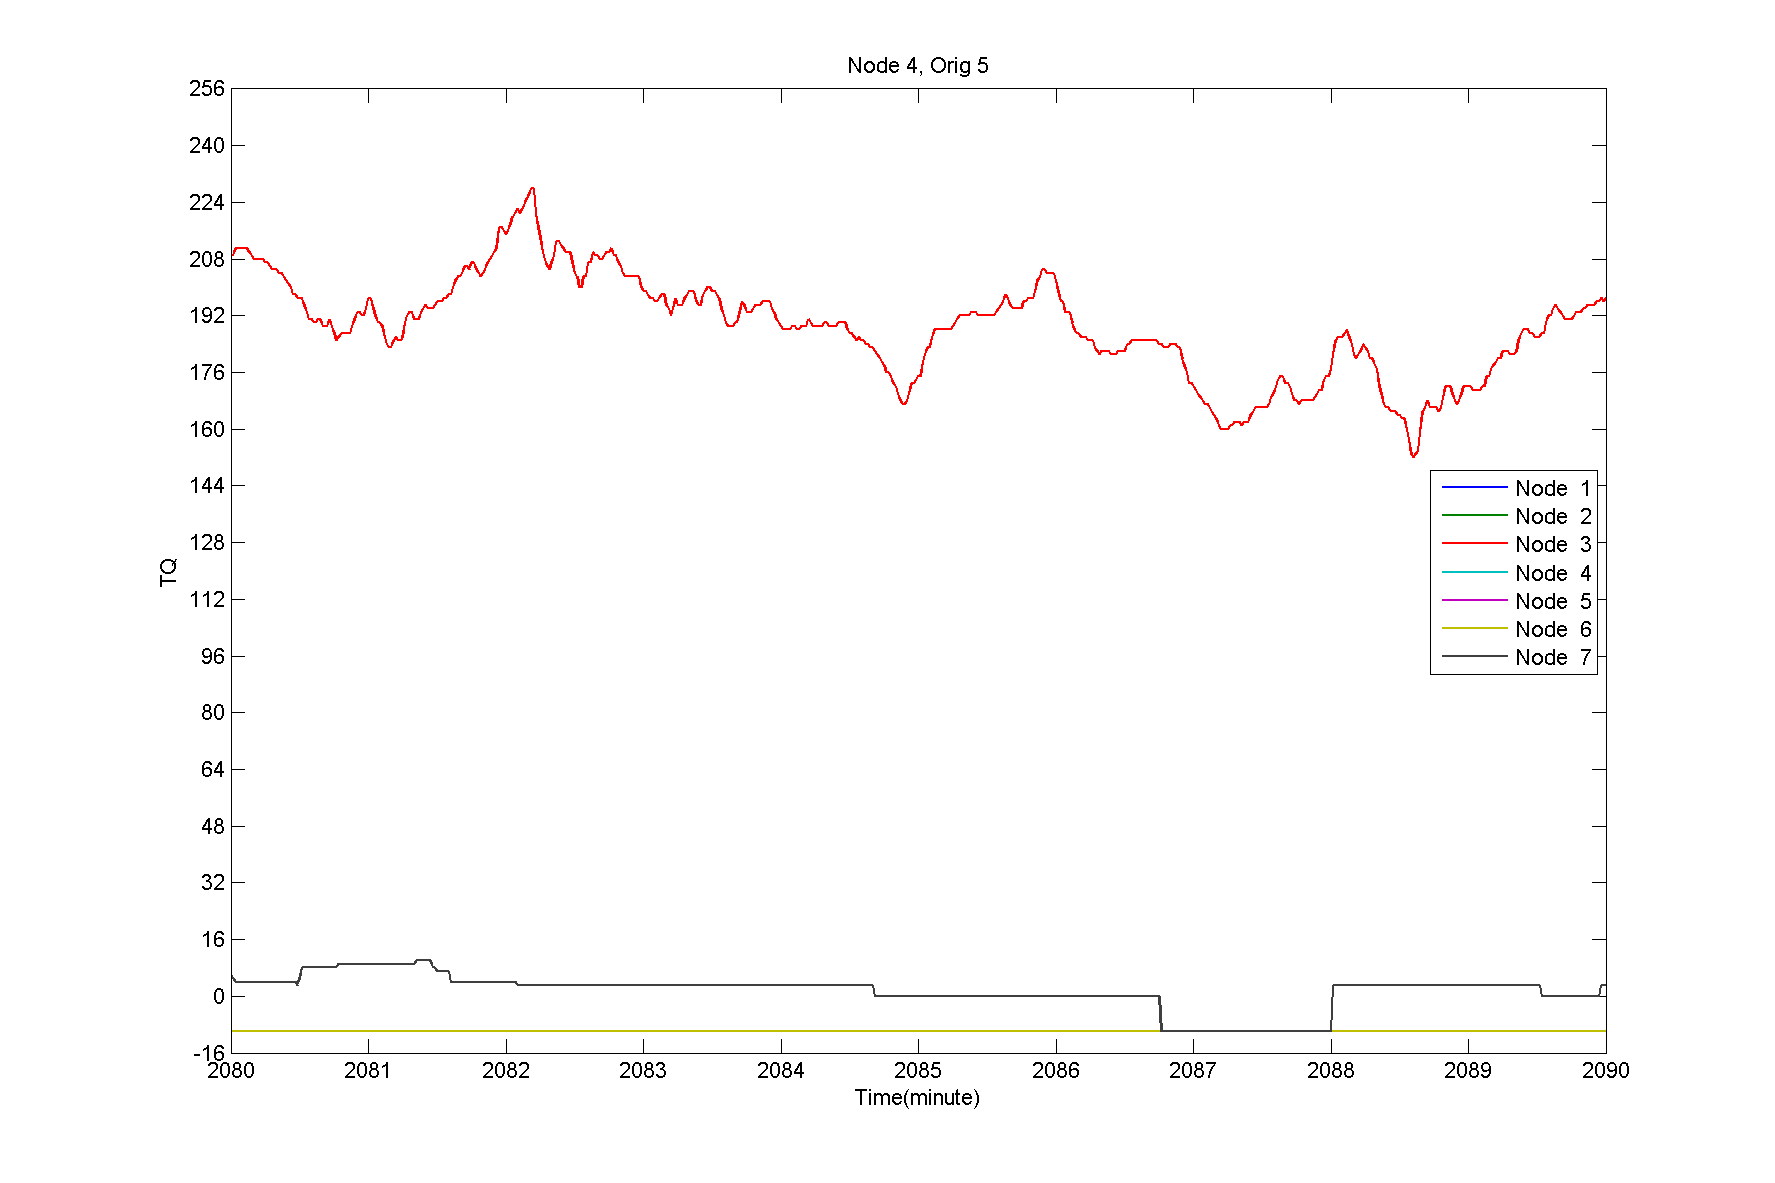 Node 4, Orig 5
256
240
224
208
192
176
160
144
128
112
96
80
64
48
32
16
0
-16
TQ
Node 1
Node 2
Node 3
Node 4
Node 5
Node 6
Node 7
2080 2081 2082 2083 2084 2085 2086 2087 2088 2089 2090
Time(minute)